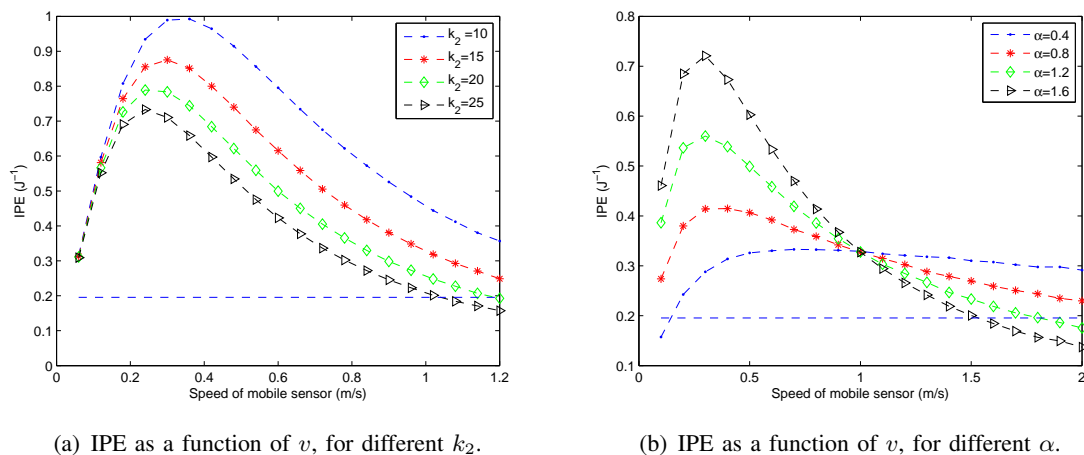 1
0.9
0.8
0.7
0.6
0.5
0.4
0.3
0.2
0.1
0
IPE (J⁻¹)
0 0.2 0.4 0.6 0.8 1 1.2
Speed of mobile sensor (m/s)
k₂ =10
k₂=15
k₂=20
k₂=25
(a) IPE as a function of v, for different k₂.
0.8
0.7
0.6
0.5
0.4
0.3
0.2
0.1
IPE (J⁻¹)
0 0.5 1 1.5 2
Speed of mobile sensor (m/s)
α=0.4
α=0.8
α=1.2
α=1.6
(b) IPE as a function of v, for different α.